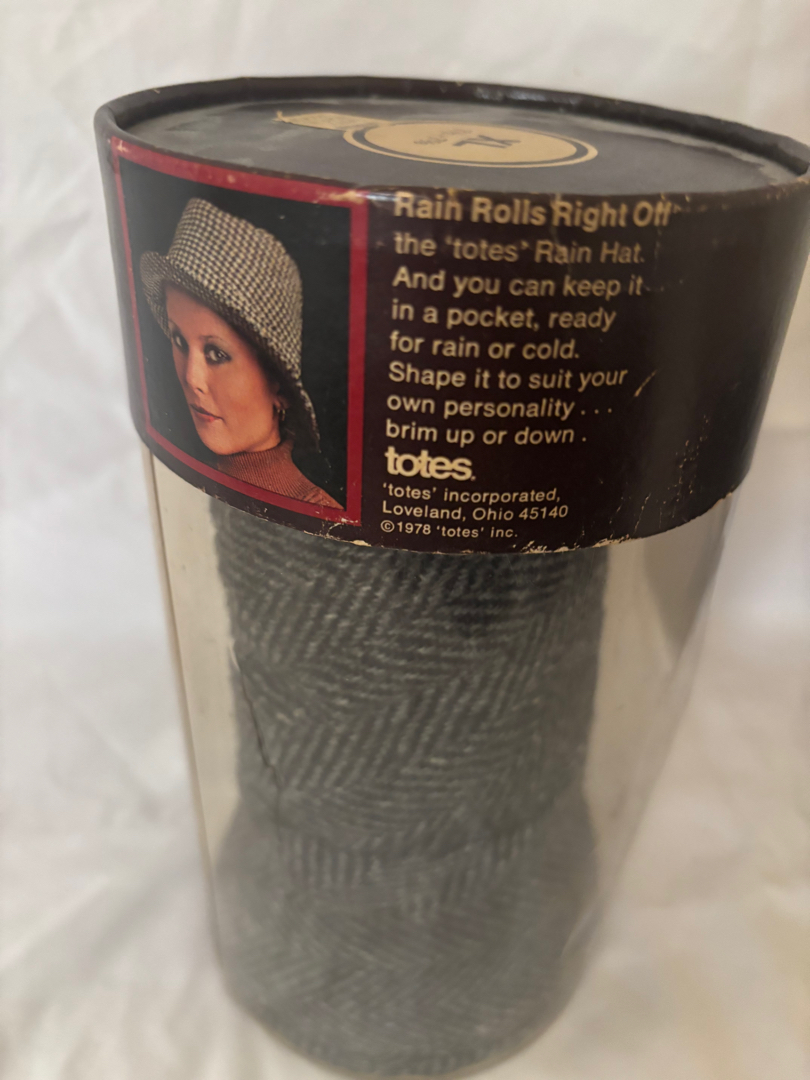 XL
Rain Rolls Right Off
the 'totes' Rain Hat.
And you can keep it
in a pocket, ready
for rain or cold.
Shape it to suit your
own personality...
brim up or down.
totes.
'totes' incorporated,
Loveland, Ohio 45140
©1978 'totes' inc.